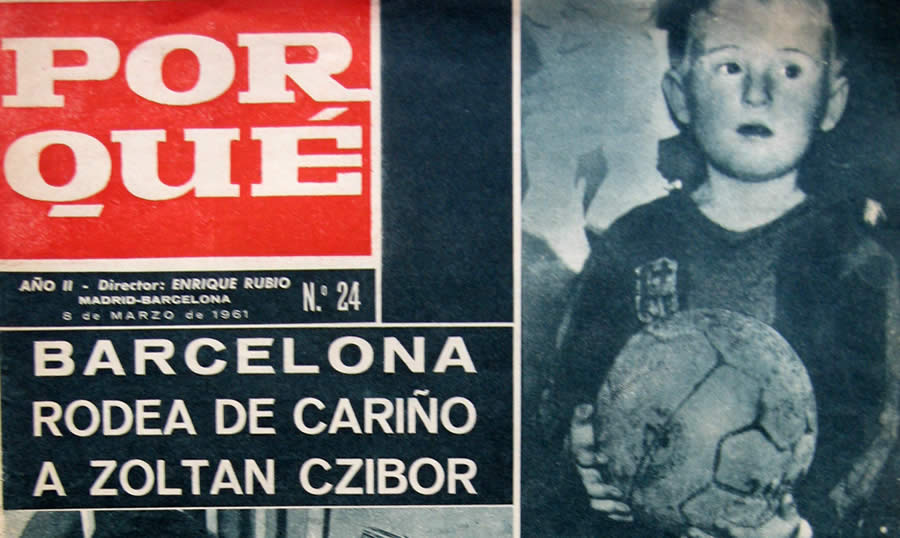 POR
QUÉ
AÑO II - Director: ENRIQUE RUBIO
MADRID-BARCELONA
8 de MARZO de 1961
N.º 24
BARCELONA
RODEA DE CARIÑO
A ZOLTAN CZIBOR